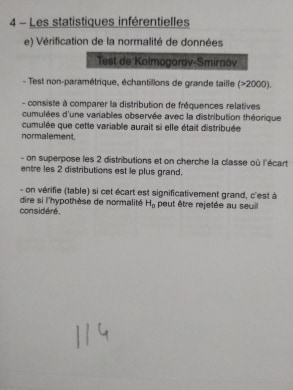 4 – Les statistiques inférentielles
e) Vérification de la normalité de données
Test de Kolmogorov-Smirnov
- Test non-paramétrique, échantillons de grande taille (>2000).
- consiste à comparer la distribution de fréquences relatives
cumulées d'une variables observée avec la distribution théorique
cumulée que cette variable aurait si elle était distribuée
normalement.
- on superpose les 2 distributions et on cherche la classe où l'écart
entre les 2 distributions est le plus grand.
- on vérifie (table) si cet écart est significativement grand, c'est à
dire si l'hypothèse de normalité H₀ peut être rejetée au seuil
considéré.
114